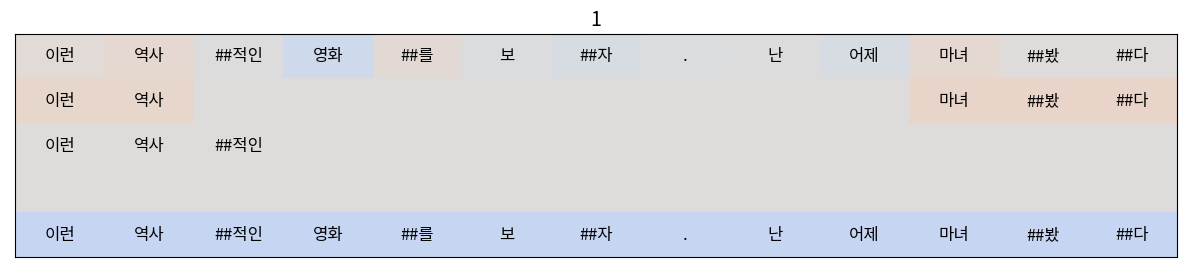 1
이런 역사 ##적인 영화 ##를 보 ##자 . 난 어제 마녀 ##봤 ##다
이런 역사 마녀 ##봤 ##다
이런 역사 ##적인
이런 역사 ##적인 영화 ##를 보 ##자 . 난 어제 마녀 ##봤 ##다